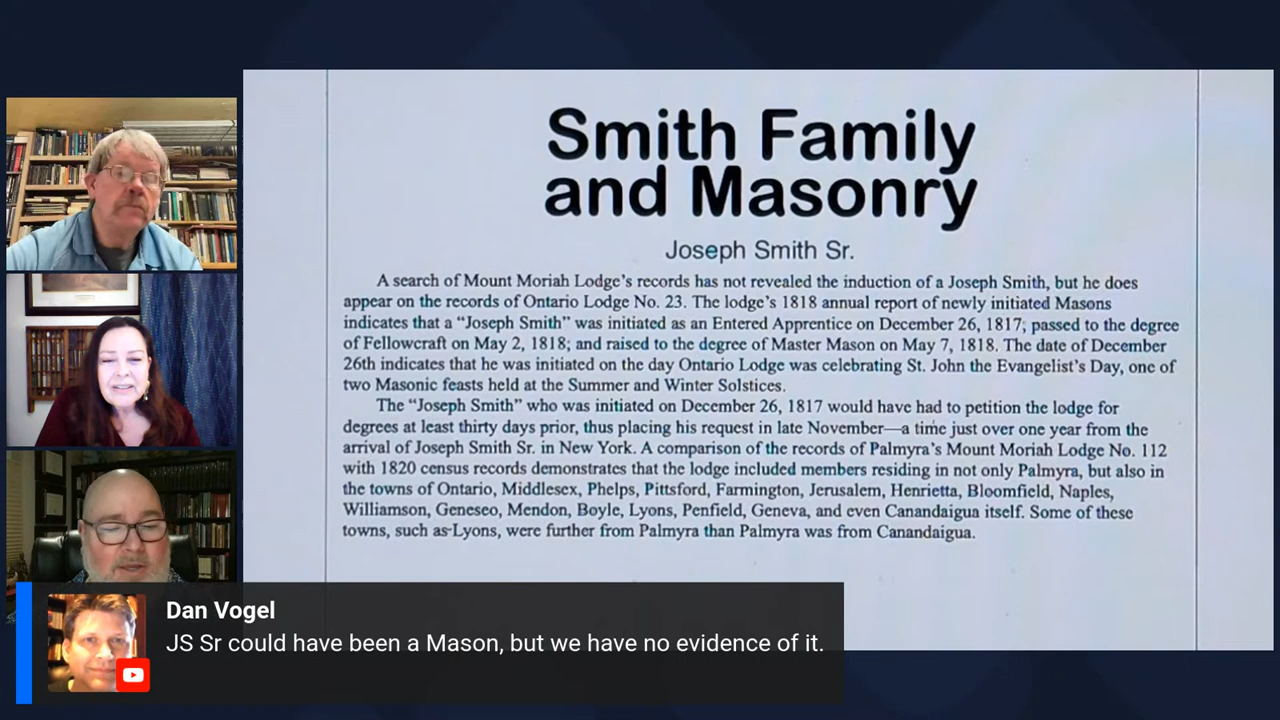 Smith Family
and Masonry
Joseph Smith Sr.
A search of Mount Moriah Lodge's records has not revealed the induction of a Joseph Smith, but he does
appear on the records of Ontario Lodge No. 23. The lodge's 1818 annual report of newly initiated Masons
indicates that a “Joseph Smith” was initiated as an Entered Apprentice on December 26, 1817; passed to the degree
of Fellowcraft on May 2, 1818; and raised to the degree of Master Mason on May 7, 1818. The date of December
26th indicates that he was initiated on the day Ontario Lodge was celebrating St. John the Evangelist's Day, one of
two Masonic feasts held at the Summer and Winter Solstices.
The “Joseph Smith” who was initiated on December 26, 1817 would have had to petition the lodge for
degrees at least thirty days prior, thus placing his request in late November—a time just over one year from the
arrival of Joseph Smith Sr. in New York. A comparison of the records of Palmyra's Mount Moriah Lodge No. 112
with 1820 census records demonstrates that the lodge included members residing in not only Palmyra, but also in
the towns of Ontario, Middlesex, Phelps, Pittsford, Farmington, Jerusalem, Henrietta, Bloomfield, Naples,
Williamson, Geneseo, Mendon, Boyle, Lyons, Penfield, Geneva, and even Canandaigua itself. Some of these
towns, such as Lyons, were further from Palmyra than Palmyra was from Canandaigua.
Dan Vogel
JS Sr could have been a Mason, but we have no evidence of it.